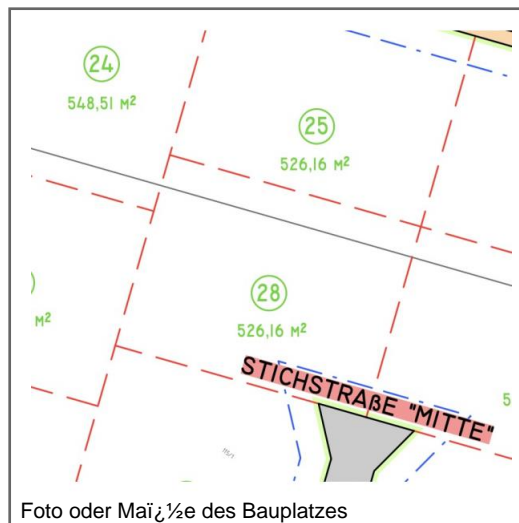 24
548,51 M²
25
526,16 M²
28
526,16 M²
M²
5
STICHSTRAßE "MITTE"
Foto oder Maï¿½e des Bauplatzes